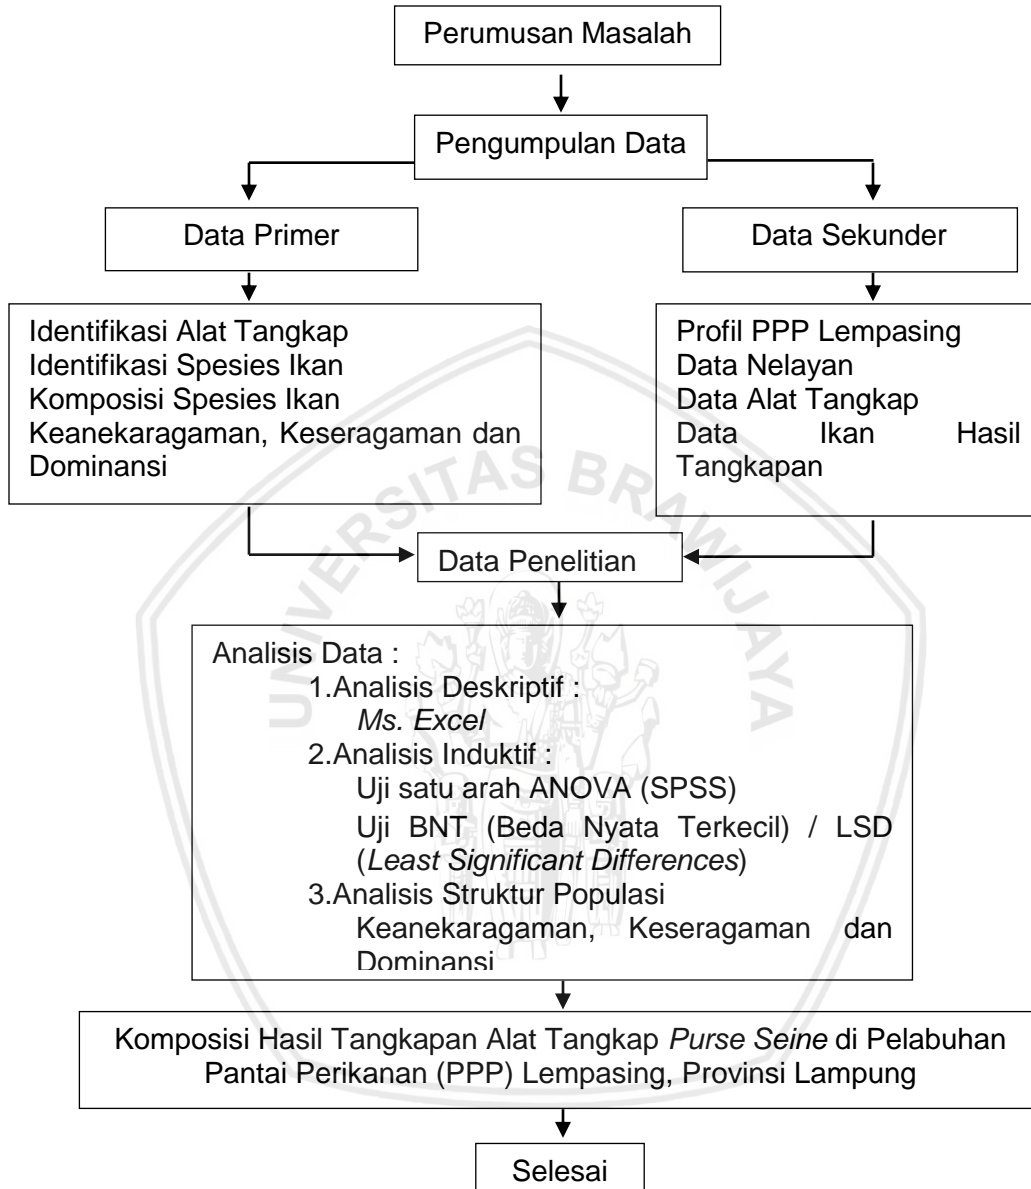 Perumusan Masalah
Pengumpulan Data
Data Primer
Data Sekunder
Identifikasi Alat Tangkap
Identifikasi Spesies Ikan
Komposisi Spesies Ikan
Keanekaragaman, Keseragaman dan
Dominansi
Profil PPP Lempasing
Data Nelayan
Data Alat Tangkap
Data Ikan Hasil
Tangkapan
UNIVERSITAS BRAWIJAYA
Data Penelitian
Analisis Data :
1.Analisis Deskriptif :
Ms. Excel
2.Analisis Induktif :
Uji satu arah ANOVA (SPSS)
Uji BNT (Beda Nyata Terkecil) / LSD
(Least Significant Differences)
3.Analisis Struktur Populasi
Keanekaragaman, Keseragaman dan
Dominansi
Komposisi Hasil Tangkapan Alat Tangkap Purse Seine di Pelabuhan
Pantai Perikanan (PPP) Lempasing, Provinsi Lampung
Selesai